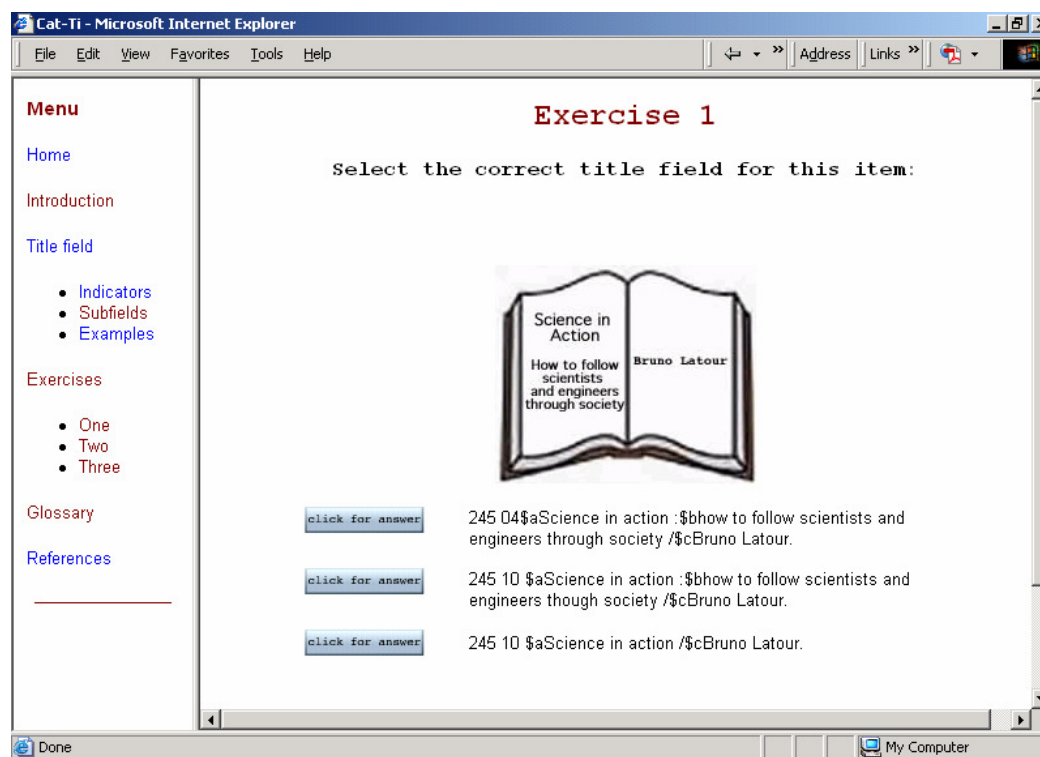 Cat-Ti - Microsoft Internet Explorer
File Edit View Favorites Tools Help
Address Links
Menu
Home
Introduction
Title field
Indicators
Subfields
Examples
Exercises
One
Two
Three
Glossary
References
Exercise 1
Select the correct title field for this item:
Science in
Action
How to follow
scientists
and engineers
through society
Bruno Latour
click for answer
245 04$aScience in action :$bhow to follow scientists and
engineers through society /$cBruno Latour.
click for answer
245 10 $aScience in action :$bhow to follow scientists and
engineers though society /$cBruno Latour.
click for answer
245 10 $aScience in action /$cBruno Latour.
Done
My Computer